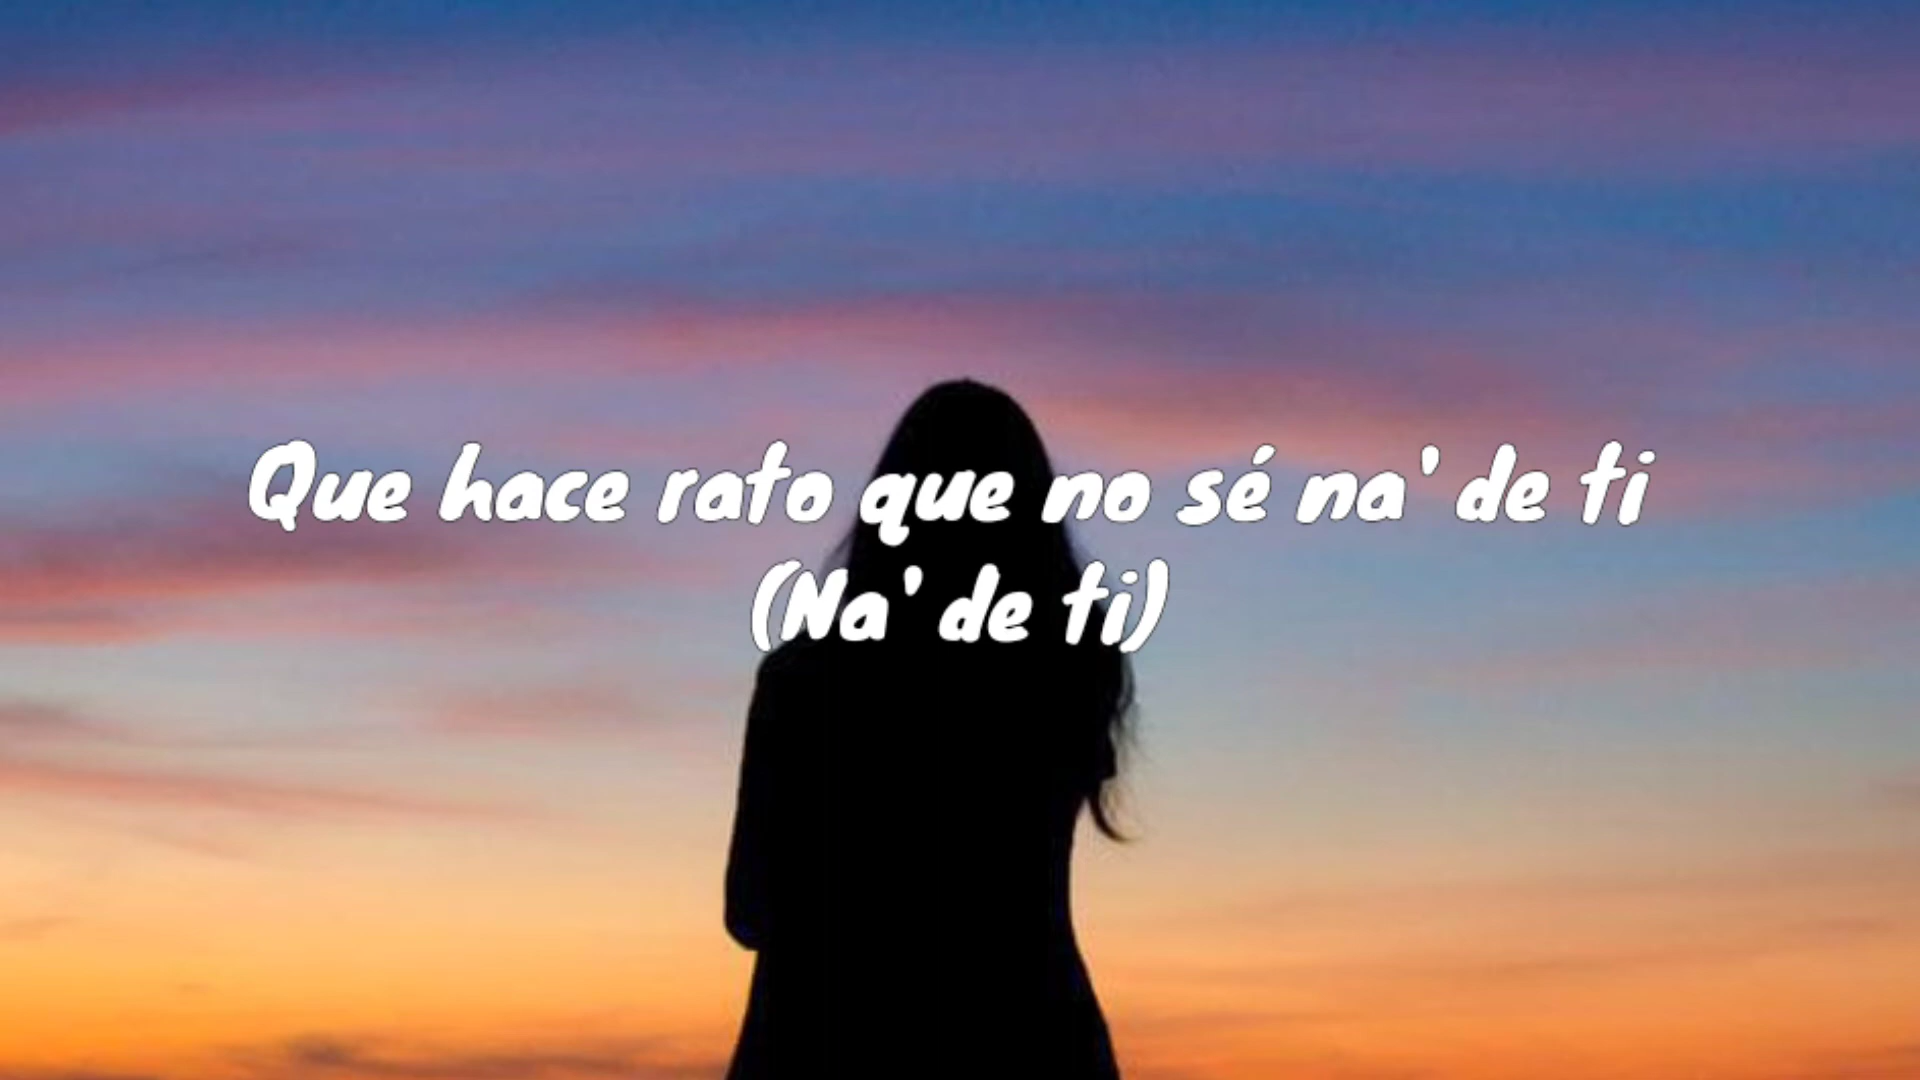 Que hace rato que no sé na' de ti
(Na' de ti)